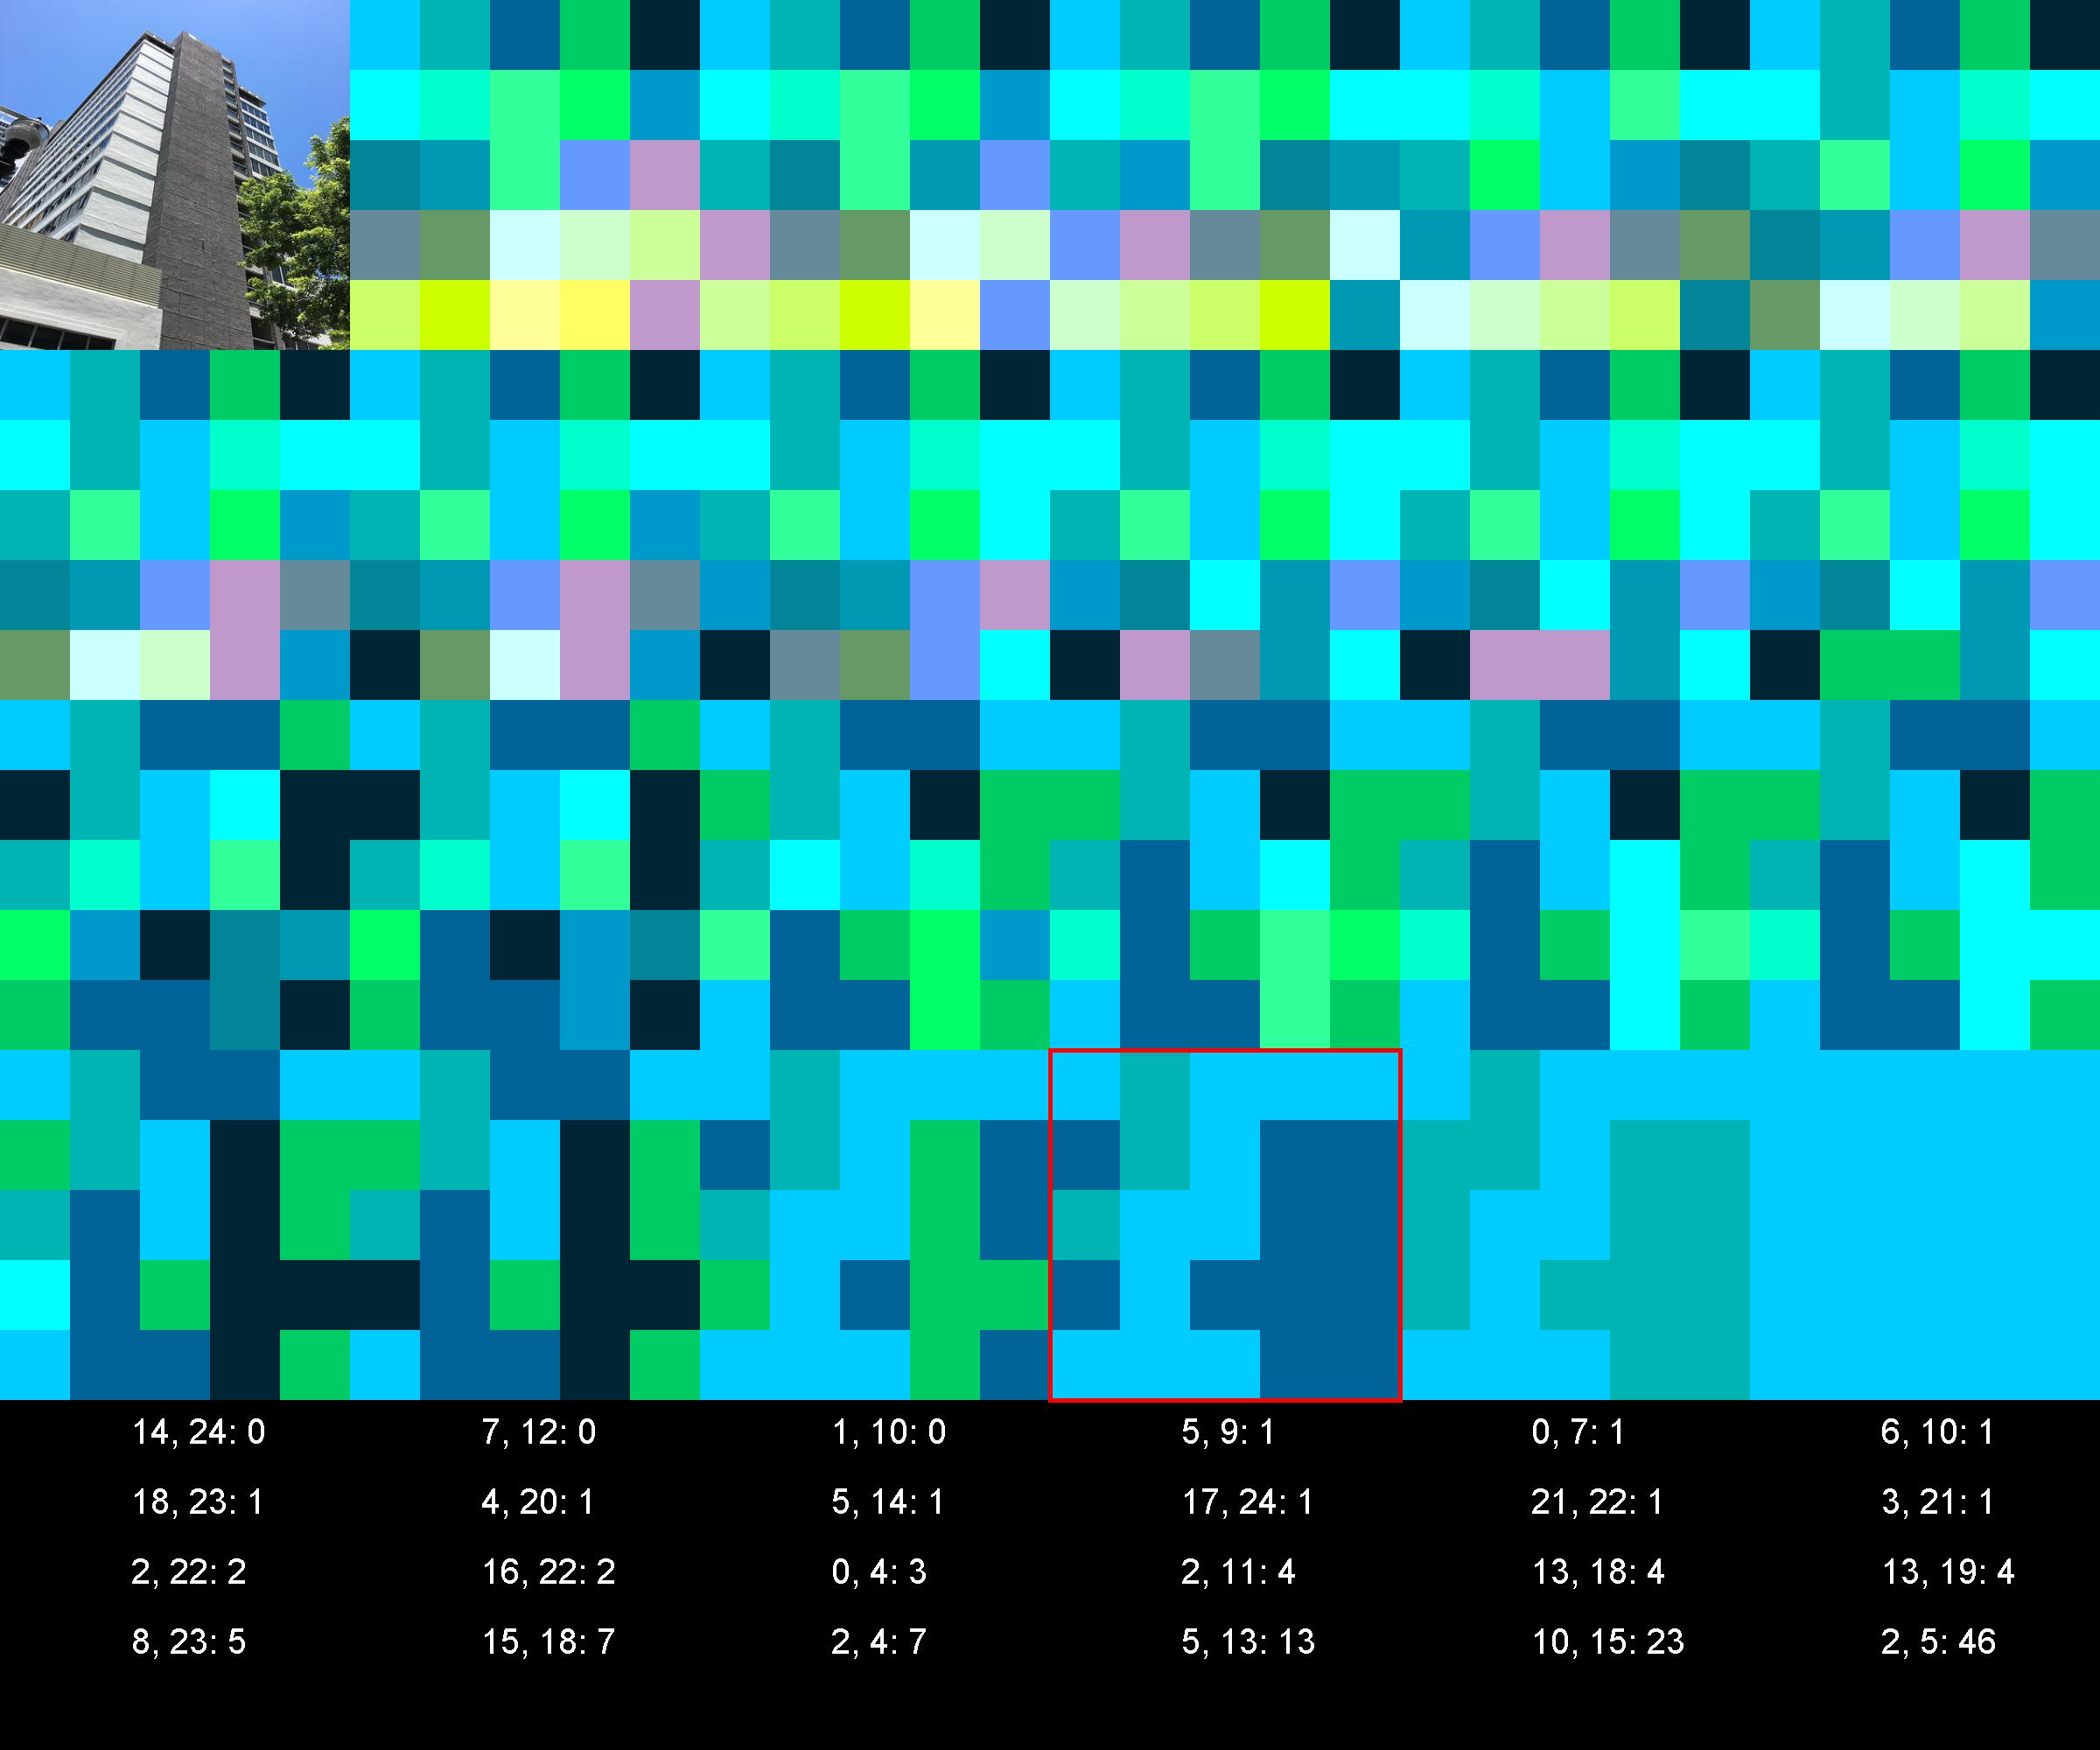 14, 24: 0 7, 12: 0 1, 10: 0 5, 9: 1 0, 7: 1 6, 10: 1
18, 23: 1 4, 20: 1 5, 14: 1 17, 24: 1 21, 22: 1 3, 21: 1
2, 22: 2 16, 22: 2 0, 4: 3 2, 11: 4 13, 18: 4 13, 19: 4
8, 23: 5 15, 18: 7 2, 4: 7 5, 13: 13 10, 15: 23 2, 5: 46